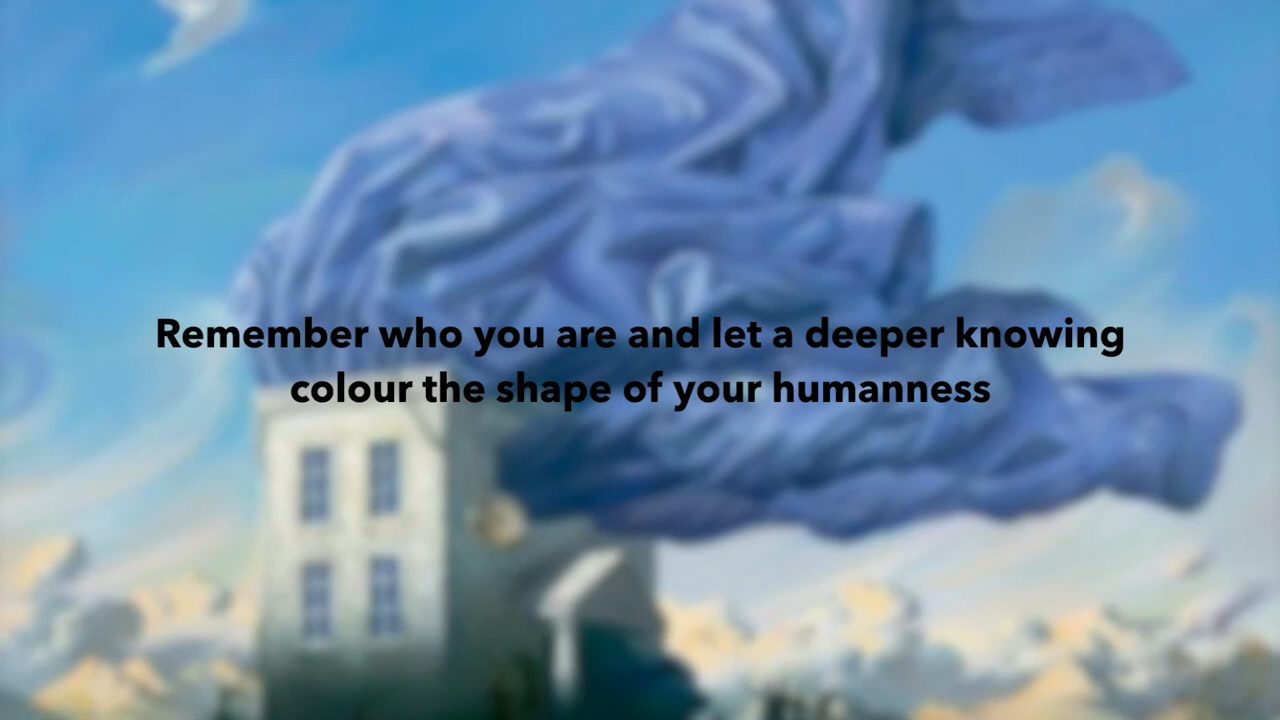 Remember who you are and let a deeper knowing
colour the shape of your humanness